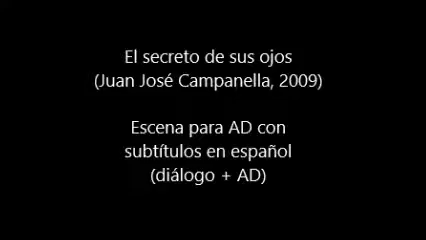 El secreto de sus ojos
(Juan José Campanella, 2009)
Escena para AD con
subtítulos en español
(diálogo + AD)